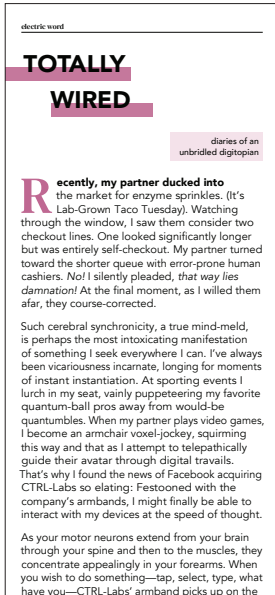 electric word
TOTALLY
WIRED
diaries of an
unbridled digitopian
Recently, my partner ducked into
the market for enzyme sprinkles. (It's
Lab-Grown Taco Tuesday). Watching
through the window, I saw them consider two
checkout lines. One looked significantly longer
but was entirely self-checkout. My partner turned
toward the shorter queue with error-prone human
cashiers. No! I silently pleaded, that way lies
damnation! At the final moment, as I willed them
afar, they course-corrected.
Such cerebral synchronicity, a true mind-meld,
is perhaps the most intoxicating manifestation
of something I seek everywhere I can. I've always
been vicariousness incarnate, longing for moments
of instant instantiation. At sporting events I
lurch in my seat, vainly puppeteering my favorite
quantum-ball pros away from would-be
quantumbles. When my partner plays video games,
I become an armchair voxel-jockey, squirming
this way and that as I attempt to telepathically
guide their avatar through digital travails.
That's why I found the news of Facebook acquiring
CTRL-Labs so elating: Festooned with the
company's armbands, I might finally be able to
interact with my devices at the speed of thought.
As your motor neurons extend from your brain
through your spine and then to the muscles, they
concentrate appealingly in your forearms. When
you wish to do something—tap, select, type, what
have you—CTRL-Labs' armband picks up on the